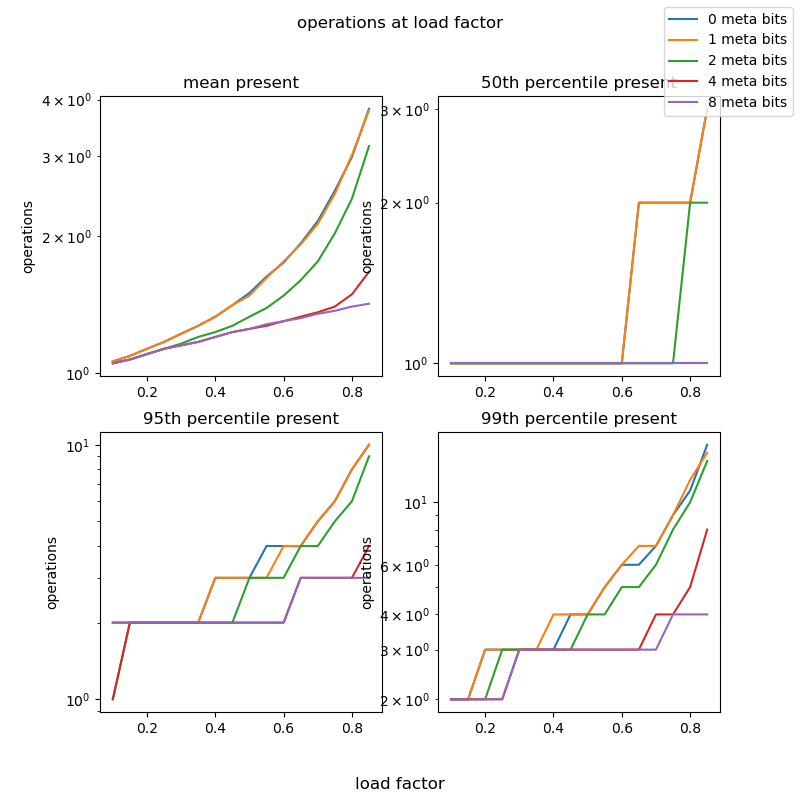 operations at load factor
0 meta bits
1 meta bits
2 meta bits
4 meta bits
8 meta bits
mean present
4 × 10⁰
3 × 10⁰
2 × 10⁰
10⁰
operations
0.2 0.4 0.6 0.8
50th percentile present
3 × 10⁰
2 × 10⁰
10⁰
operations
0.2 0.4 0.6 0.8
95th percentile present
10¹
10⁰
operations
0.2 0.4 0.6 0.8
99th percentile present
10¹
6 × 10⁰
4 × 10⁰
3 × 10⁰
2 × 10⁰
operations
0.2 0.4 0.6 0.8
load factor